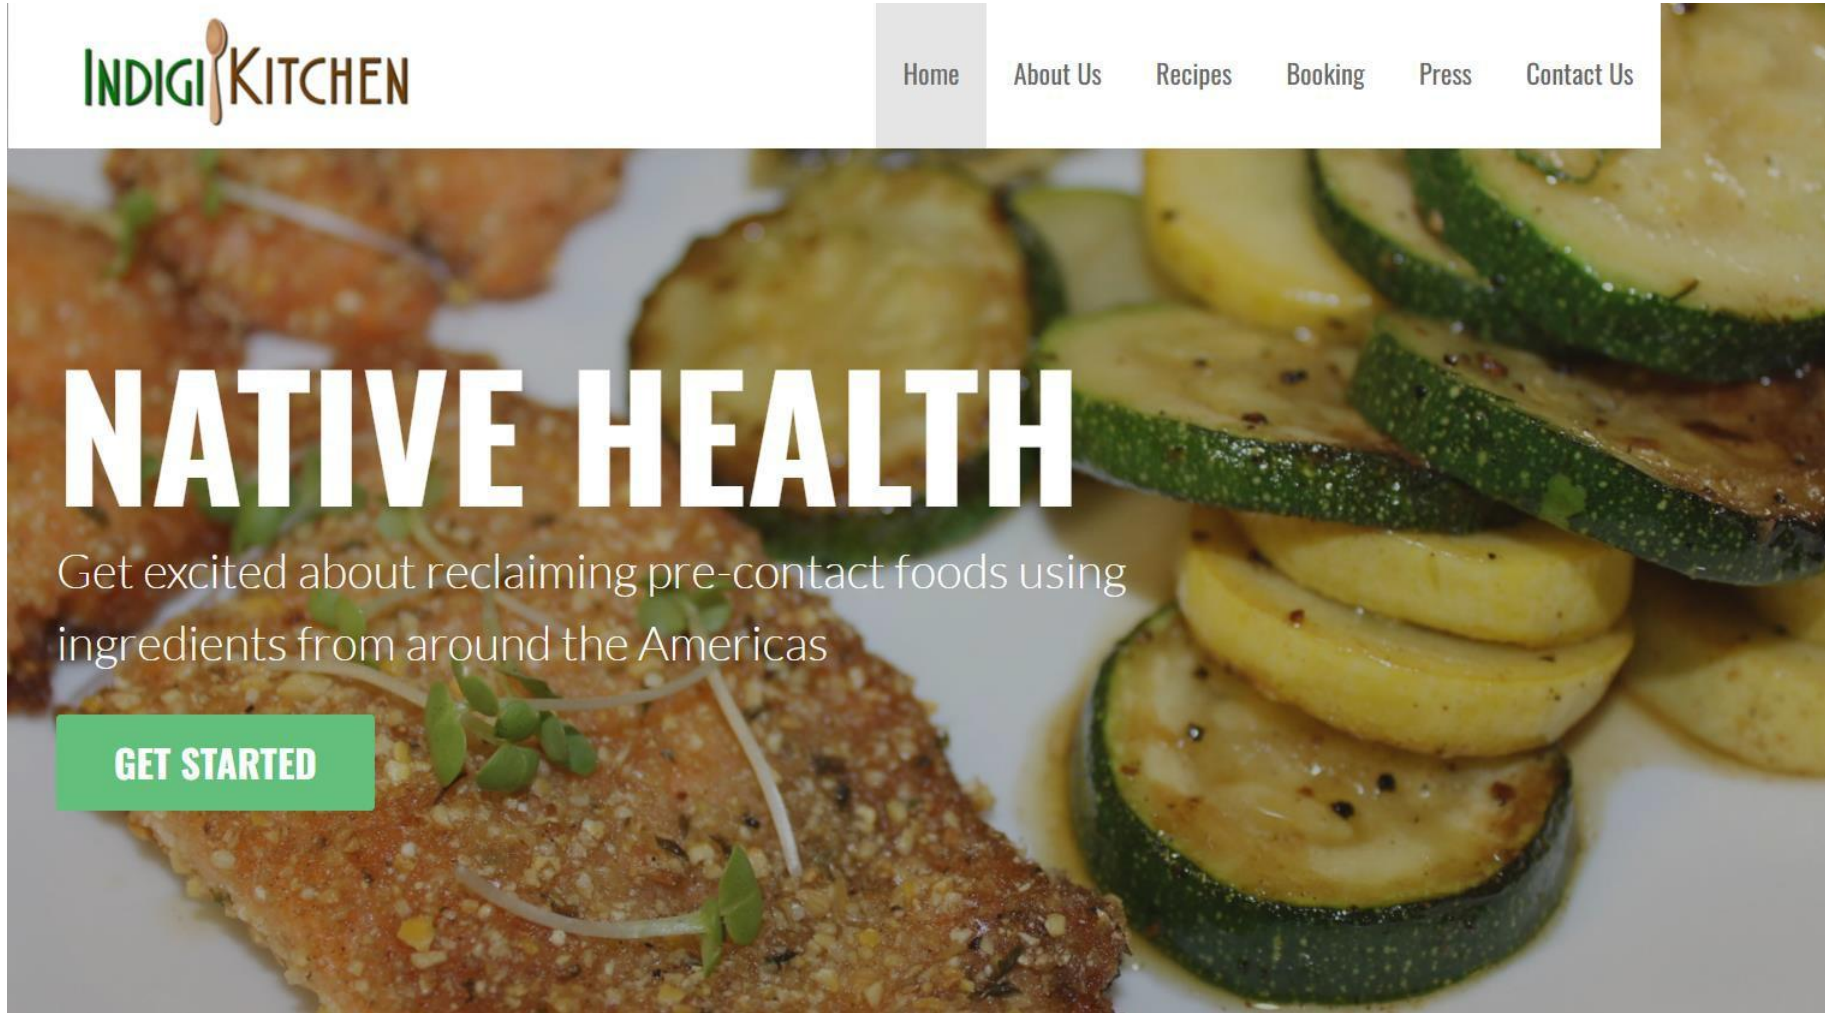 INDIGIKITCHEN
Home About Us Recipes Booking Press Contact Us
NATIVE HEALTH
Get excited about reclaiming pre-contact foods using
ingredients from around the Americas
GET STARTED